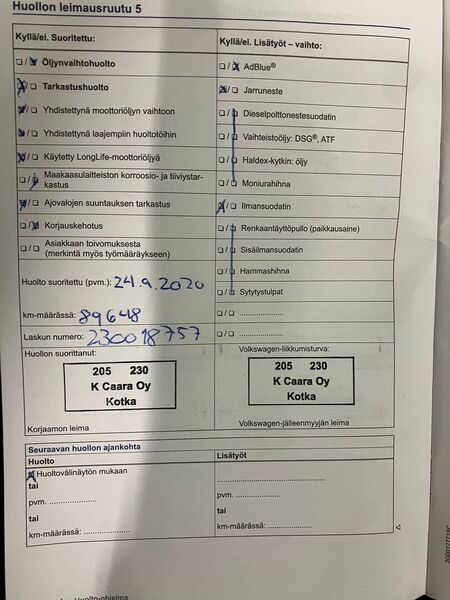 Huollon leimausruutu 5
Kyllä/ei. Suoritettu:
Kyllä/ei. Lisätyöt – vaihto:
Öljynvaihtohuolto
Tarkastushuolto
Yhdistettynä moottoriöljyn vaihtoon
Yhdistettynä laajempiin huoltotöihin
Käytetty LongLife-moottoriöljyä
Maakaasulaitteiston korroosio- ja tiiviystar-
kastus
Ajovalojen suuntauksen tarkastus
Korjauskehotus
Asiakkaan toivomuksesta
(merkintä myös työmääräykseen)
AdBlue®
Jarruneste
Dieselpolttonestesuodatin
Vaihteistoöljy: DSG®, ATF
Haldex-kytkin: öljy
Moniurahihna
Ilmansuodatin
Renkaantäyttöpullo (paikkausaine)
Sisäilmansuodatin
Hammashihna
Sytytystulpat
Huolto suoritettu (pvm.): 24.9.2020
km-määrässä: 89648
Laskun numero: 230098757
Huollon suorittanut:
205 230
K Caara Oy
Kotka
Korjaamon leima
Volkswagen-liikkumisturva:
205 230
K Caara Oy
Kotka
Volkswagen-jälleenmyyjän leima
Seuraavan huollon ajankohta
Huolto
Huoltovälinäytön mukaan
tai
pvm. ....................
tai
km-määrässä: ....................
Lisätyöt
....................
tai
pvm. ....................
tai
km-määrässä: ....................
Huolto-ohjelma